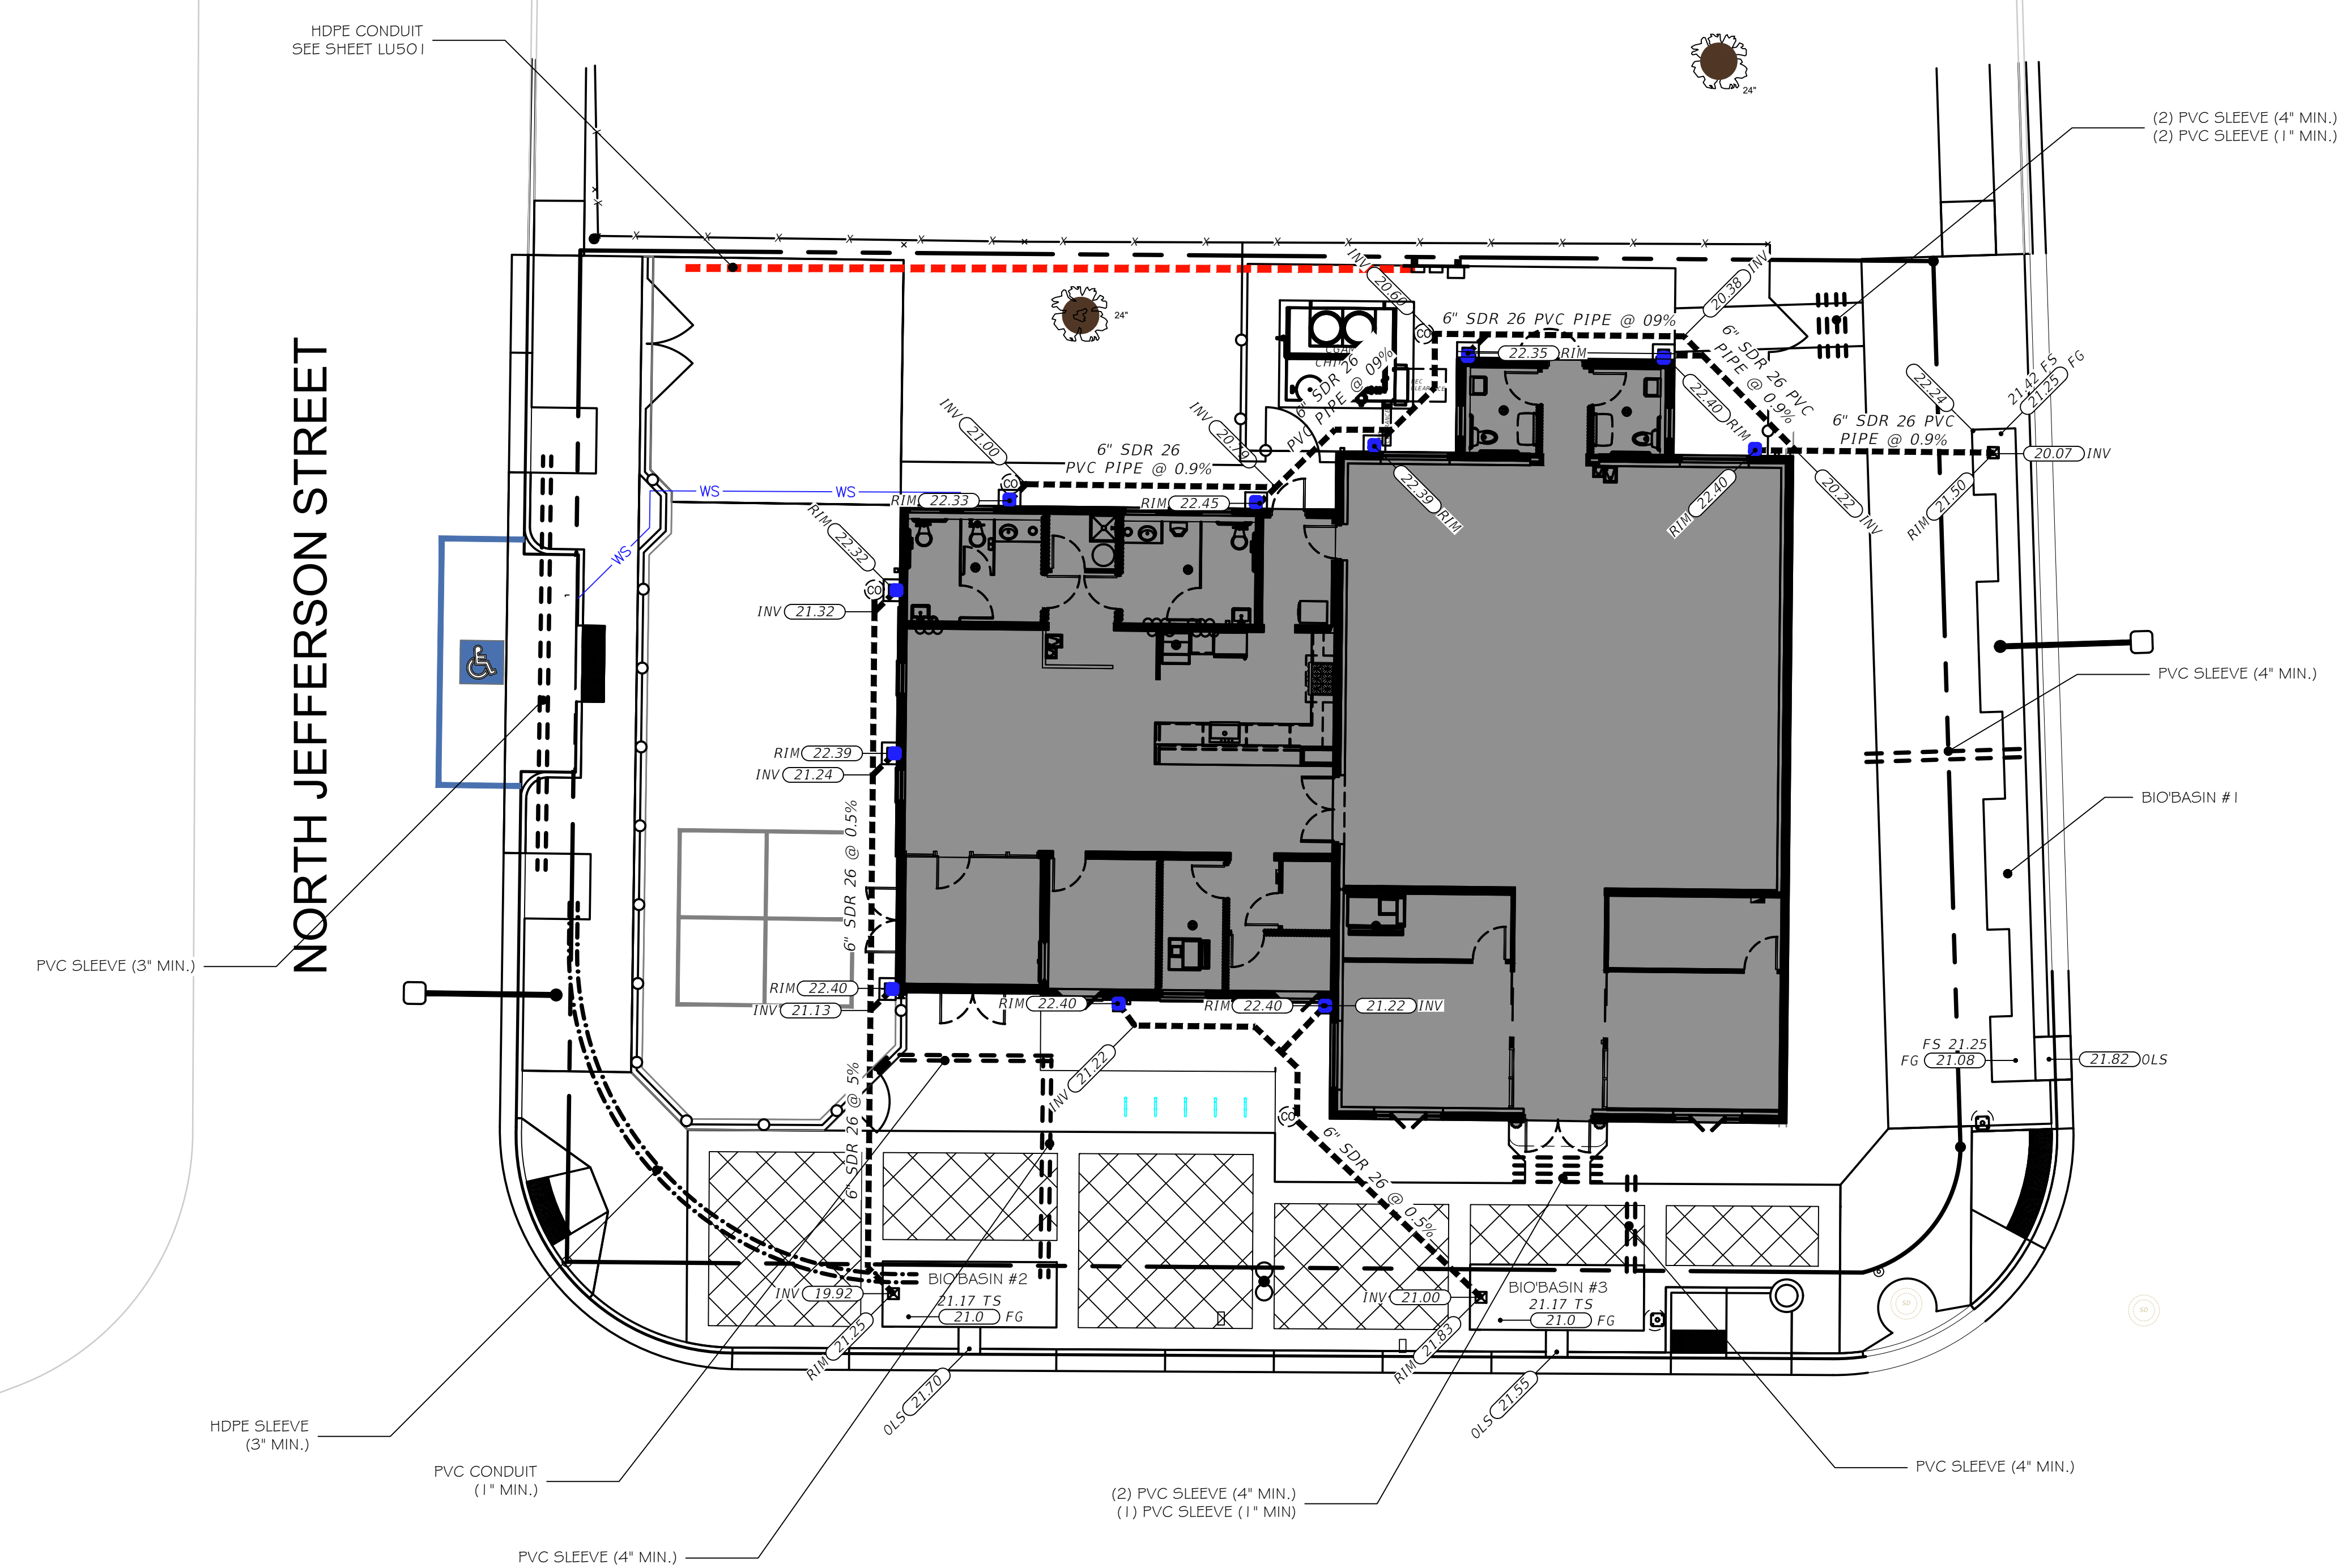 HDPE CONDUIT
SEE SHEET LU501
24"
(2) PVC SLEEVE (4" MIN.)
(2) PVC SLEEVE (1" MIN.)
NORTH JEFFERSON STREET
24"
INV 20.66
CO
6" SDR 26 PVC PIPE @ 09%
20.38 INV
22.35 RIM
6" SDR 26 PVC
PIPE @ 0.9%
22.40 RIM
6" SDR 26
PVC PIPE @ 09%
22.24
21.42 FS
21.25 FG
6" SDR 26 PVC
PIPE @ 0.9%
20.07 INV
RIM 21.50
20.22 INV
RIM 22.40
22.39 RIM
INV 21.00
CO
6" SDR 26
PVC PIPE @ 0.9%
INV 20.79
RIM 22.33
RIM 22.45
WS
WS
WS
RIM 22.32
CO
INV 21.32
PVC SLEEVE (4" MIN.)
RIM 22.39
INV 21.24
BIO'BASIN #1
6" SDR 26 @ 0.5%
PVC SLEEVE (3" MIN.)
RIM 22.40
INV 21.13
RIM 22.40
RIM 22.40
21.22 INV
INV 21.22
FS 21.25
FG 21.08
21.82 OLS
6" SDR 26 @ 5%
CO
6" SDR 26 @ 0.5%
BIO'BASIN #2
21.17 TS
21.0 FG
INV 19.92
RIM 21.25
OLS 21.70
BIO'BASIN #3
21.17 TS
21.0 FG
INV 21.00
RIM 21.83
OLS 21.55
SD
SD
HDPE SLEEVE
(3" MIN.)
PVC CONDUIT
(1" MIN.)
PVC SLEEVE (4" MIN.)
(2) PVC SLEEVE (4" MIN.)
(1) PVC SLEEVE (1" MIN)
PVC SLEEVE (4" MIN.)